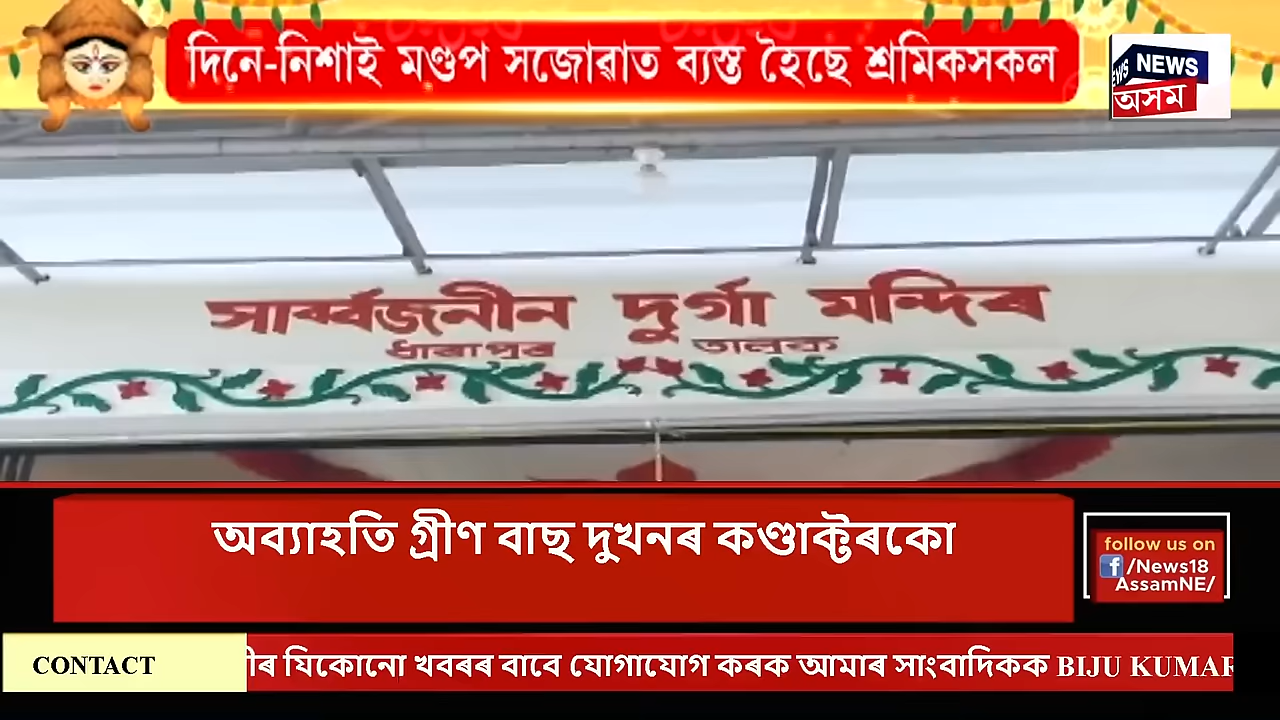 দিনে-নিশাই মণ্ডপ সজোৱাত ব্যস্ত হৈছে শ্ৰমিকসকল
NEWS
অসম
সাৰ্ব্বজনীন দুৰ্গা মন্দিৰ
ধাৰাপুৰ তালুক
অব্যাহতি গ্ৰীণ বাছ দুখনৰ কণ্ডাক্টৰকো
follow us on
/News18
AssamNE/
CONTACT
ীৰ যিকোনো খবৰৰ বাবে যোগাযোগ কৰক আমাৰ সাংবাদিকক BIJU KUMAR